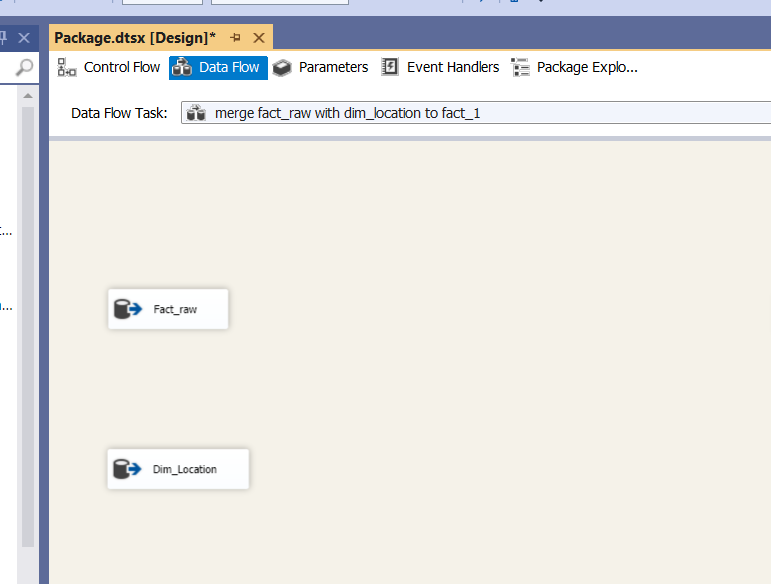 Package.dtsx [Design]*
Control Flow Data Flow Parameters Event Handlers Package Explo...
Data Flow Task: merge fact_raw with dim_location to fact_1
Fact_raw
Dim_Location